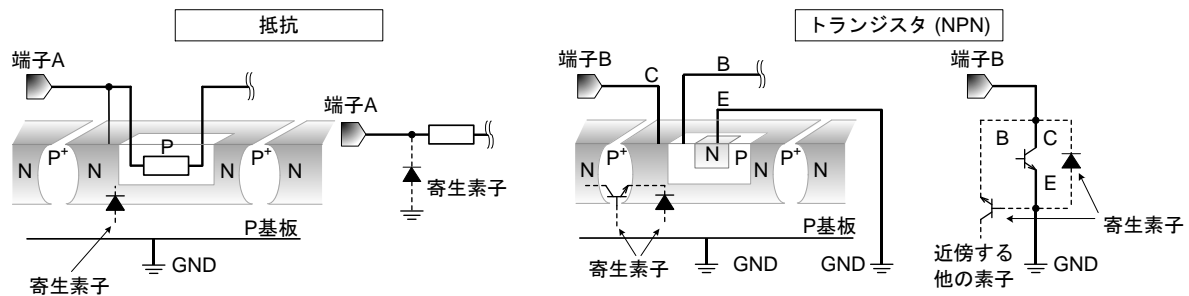 抵抗
端子A
N
P+
N
P
N
P+
N
寄生素子
P基板
GND
端子A
寄生素子
トランジスタ (NPN)
端子B
C
B
E
N
P+
N
N
P
N
P+
N
P基板
寄生素子
GND
GND
端子B
B
C
E
寄生素子
近傍する
他の素子
GND